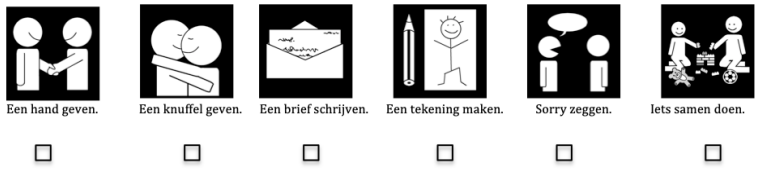 Een hand geven.
Een knuffel geven.
Een brief schrijven.
Een tekening maken.
Sorry zeggen.
Iets samen doen.